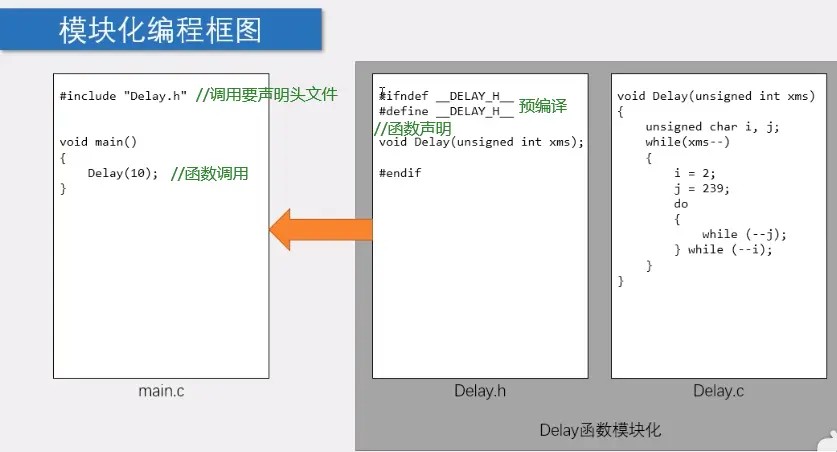 模块化编程框图
#include "Delay.h" //调用要声明头文件
void main()
{
Delay(10); //函数调用
}
main.c
#ifndef __DELAY_H__
#define __DELAY_H__ 预编译
//函数声明
void Delay(unsigned int xms);
#endif
Delay.h
void Delay(unsigned int xms)
{
unsigned char i, j;
while(xms--)
{
i = 2;
j = 239;
do
{
while (--j);
} while (--i);
}
}
Delay.c
Delay函数模块化